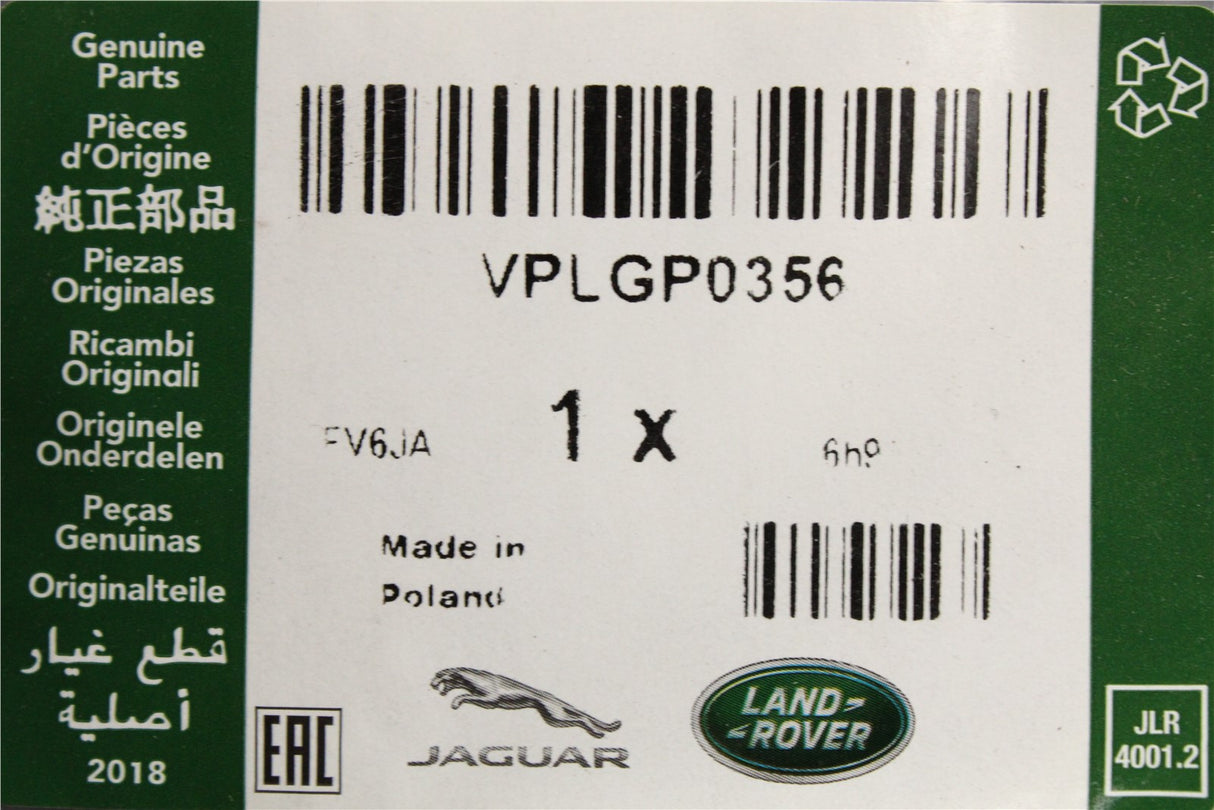 Genuine
Parts
Pièces
d'Origine
純正部品
Piezas
Originales
Ricambi
Originali
Originele
Onderdelen
Peças
Genuinas
Originalteile
قطع غيار
أصلية
2018
VPLGP0356
FV6JA
1 x
6h9
Made in
Poland
EAC
JAGUAR
LAND-
-ROVER
JLR
4001.2